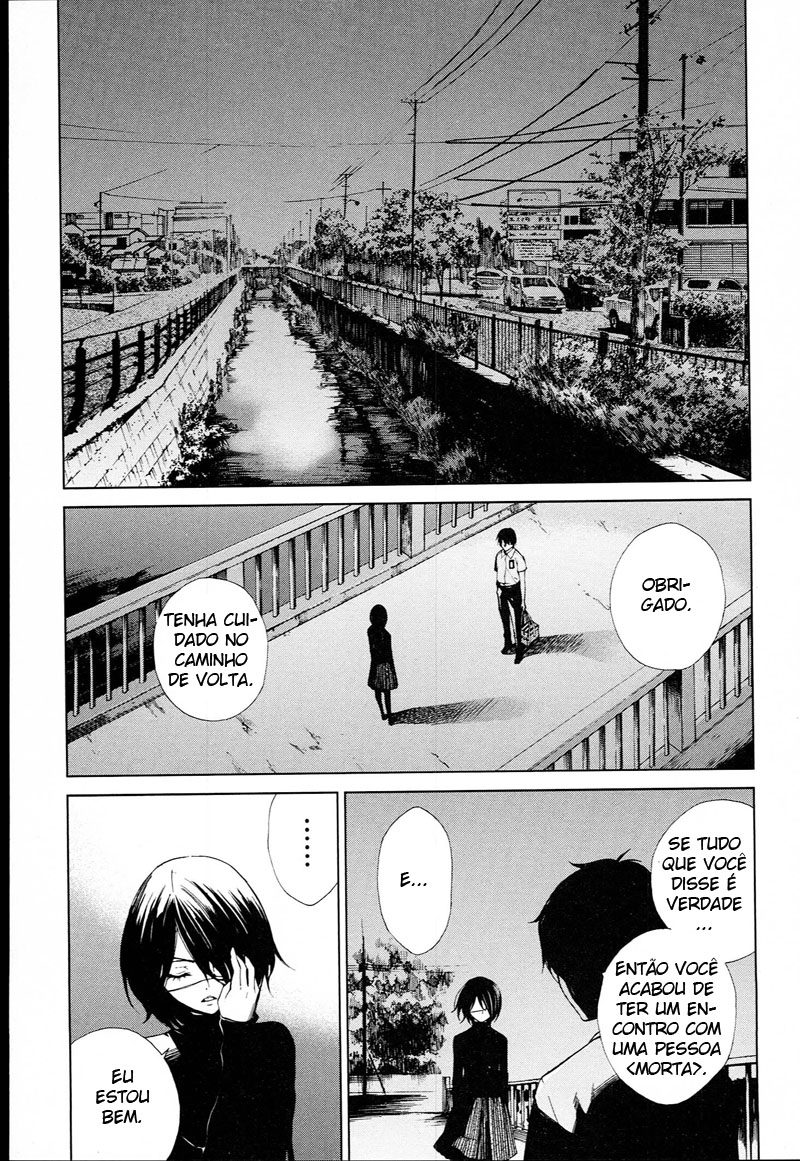 OBRI-
GADO.
TENHA CUI-
DADO NO
CAMINHO
DE VOLTA.
SE TUDO
QUE VOCÊ
DISSE É
VERDADE
...
ENTÃO VOCÊ
ACABOU DE
TER UM EN-
CONTRO COM
UMA PESSOA
<MORTA>.
E...
......
EU
ESTOU
BEM.